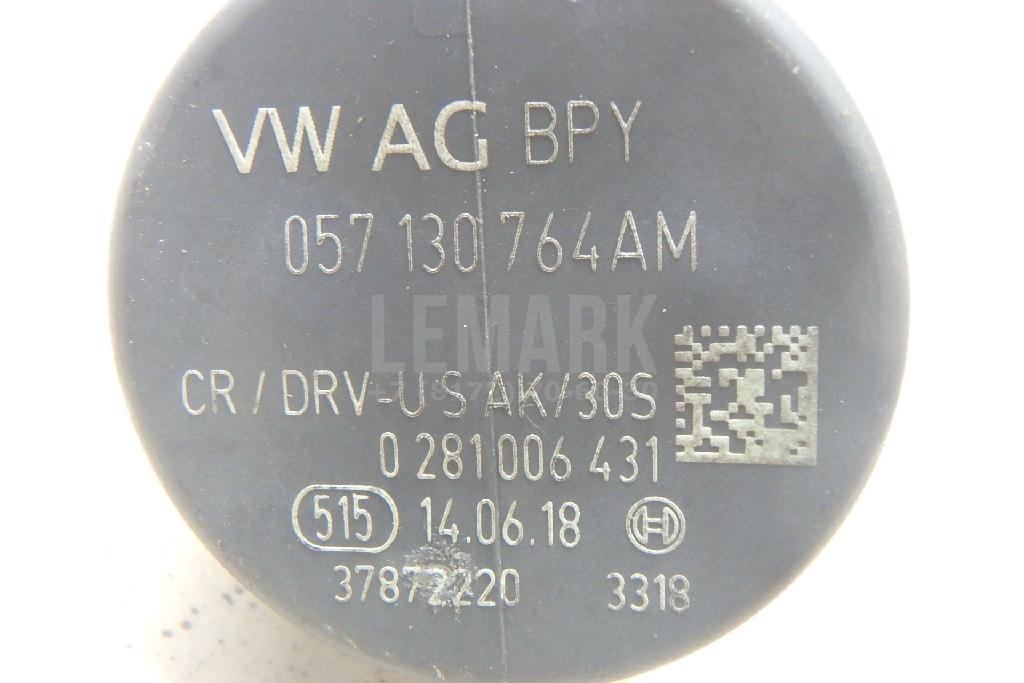 VW AG BPY
057 130 764AM
LEMARK
CR / DRV-U S AK/30S
0 281 006 431
515 14.06.18
37872220 3318